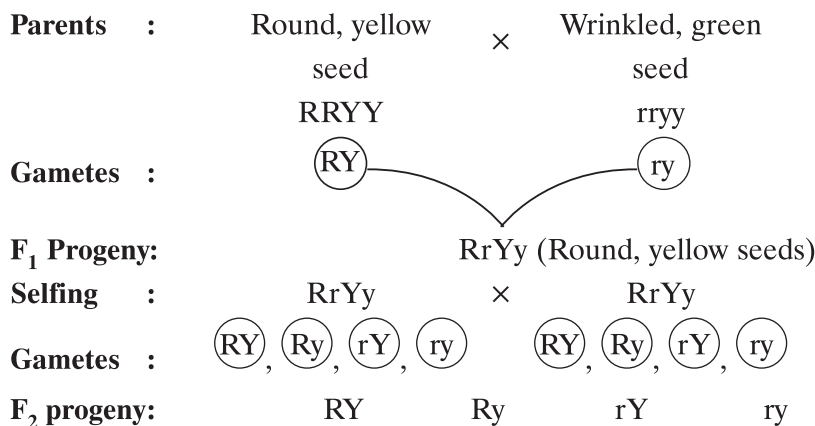 Parents : Round, yellow × Wrinkled, green
seed seed
RRYY rryy
Gametes : RY ry
F₁ Progeny: RrYy (Round, yellow seeds)
Selfing : RrYy × RrYy
Gametes : RY, Ry, rY, ry RY, Ry, rY, ry
F₂ progeny: RY Ry rY ry